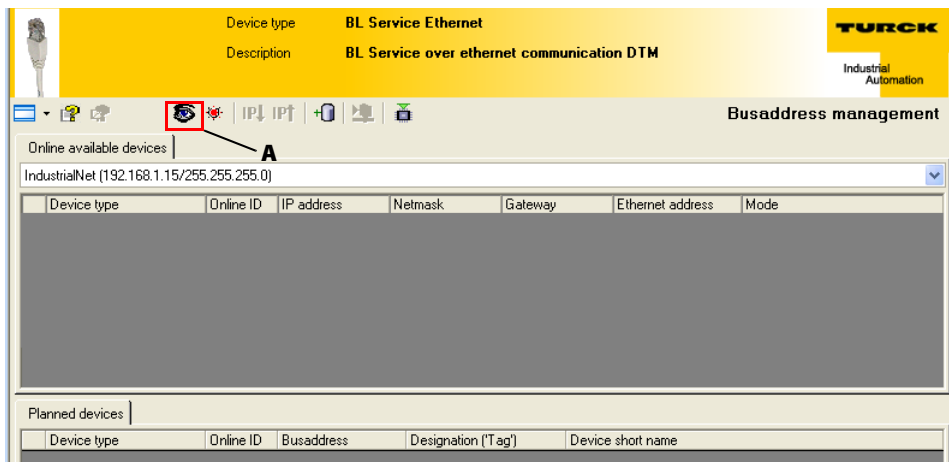 Device type BL Service Ethernet
Description BL Service over ethernet communication DTM
TURCK
Industrial
Automation
IP IP Busaddress management
A
Online available devices
IndustrialNet (192.168.1.15/255.255.255.0)
Device type Online ID IP address Netmask Gateway Ethernet address Mode
Planned devices
Device type Online ID Busaddress Designation ('Tag') Device short name